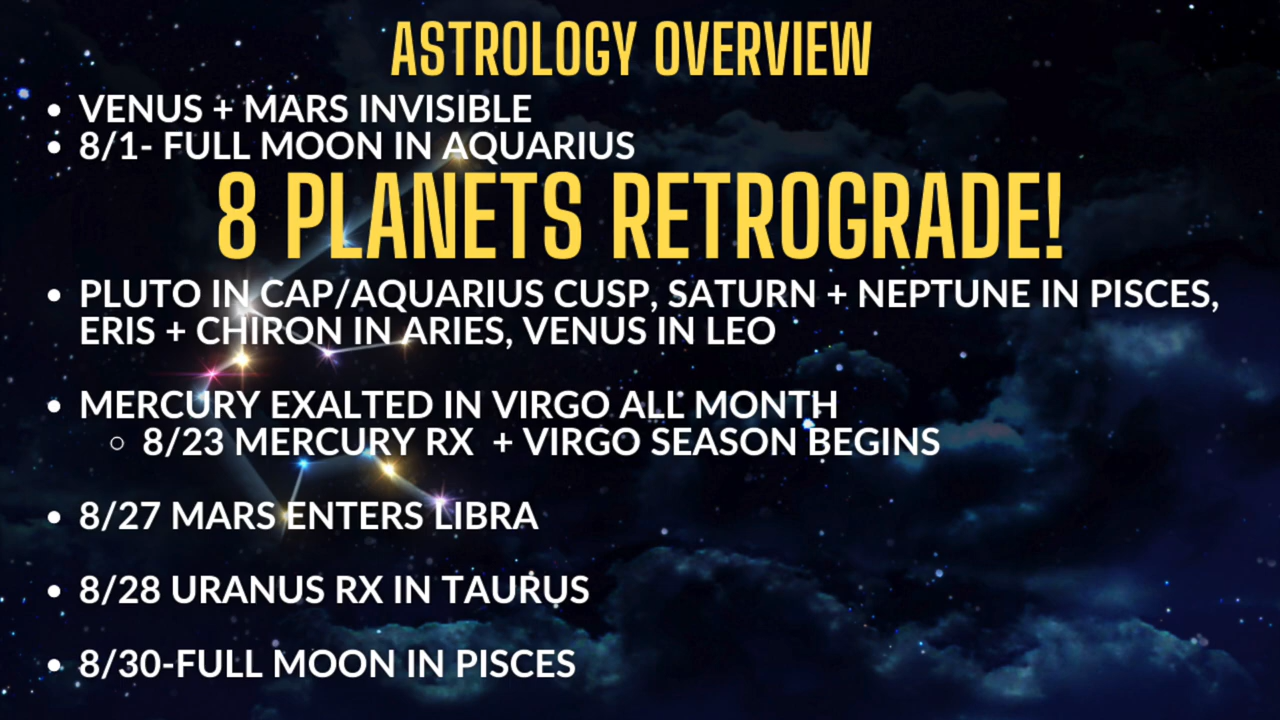 ASTROLOGY OVERVIEW
• VENUS + MARS INVISIBLE
• 8/1- FULL MOON IN AQUARIUS
8 PLANETS RETROGRADE!
• PLUTO IN CAP/AQUARIUS CUSP, SATURN + NEPTUNE IN PISCES,
ERIS + CHIRON IN ARIES, VENUS IN LEO
• MERCURY EXALTED IN VIRGO ALL MONTH
○ 8/23 MERCURY RX + VIRGO SEASON BEGINS
• 8/27 MARS ENTERS LIBRA
• 8/28 URANUS RX IN TAURUS
• 8/30-FULL MOON IN PISCES